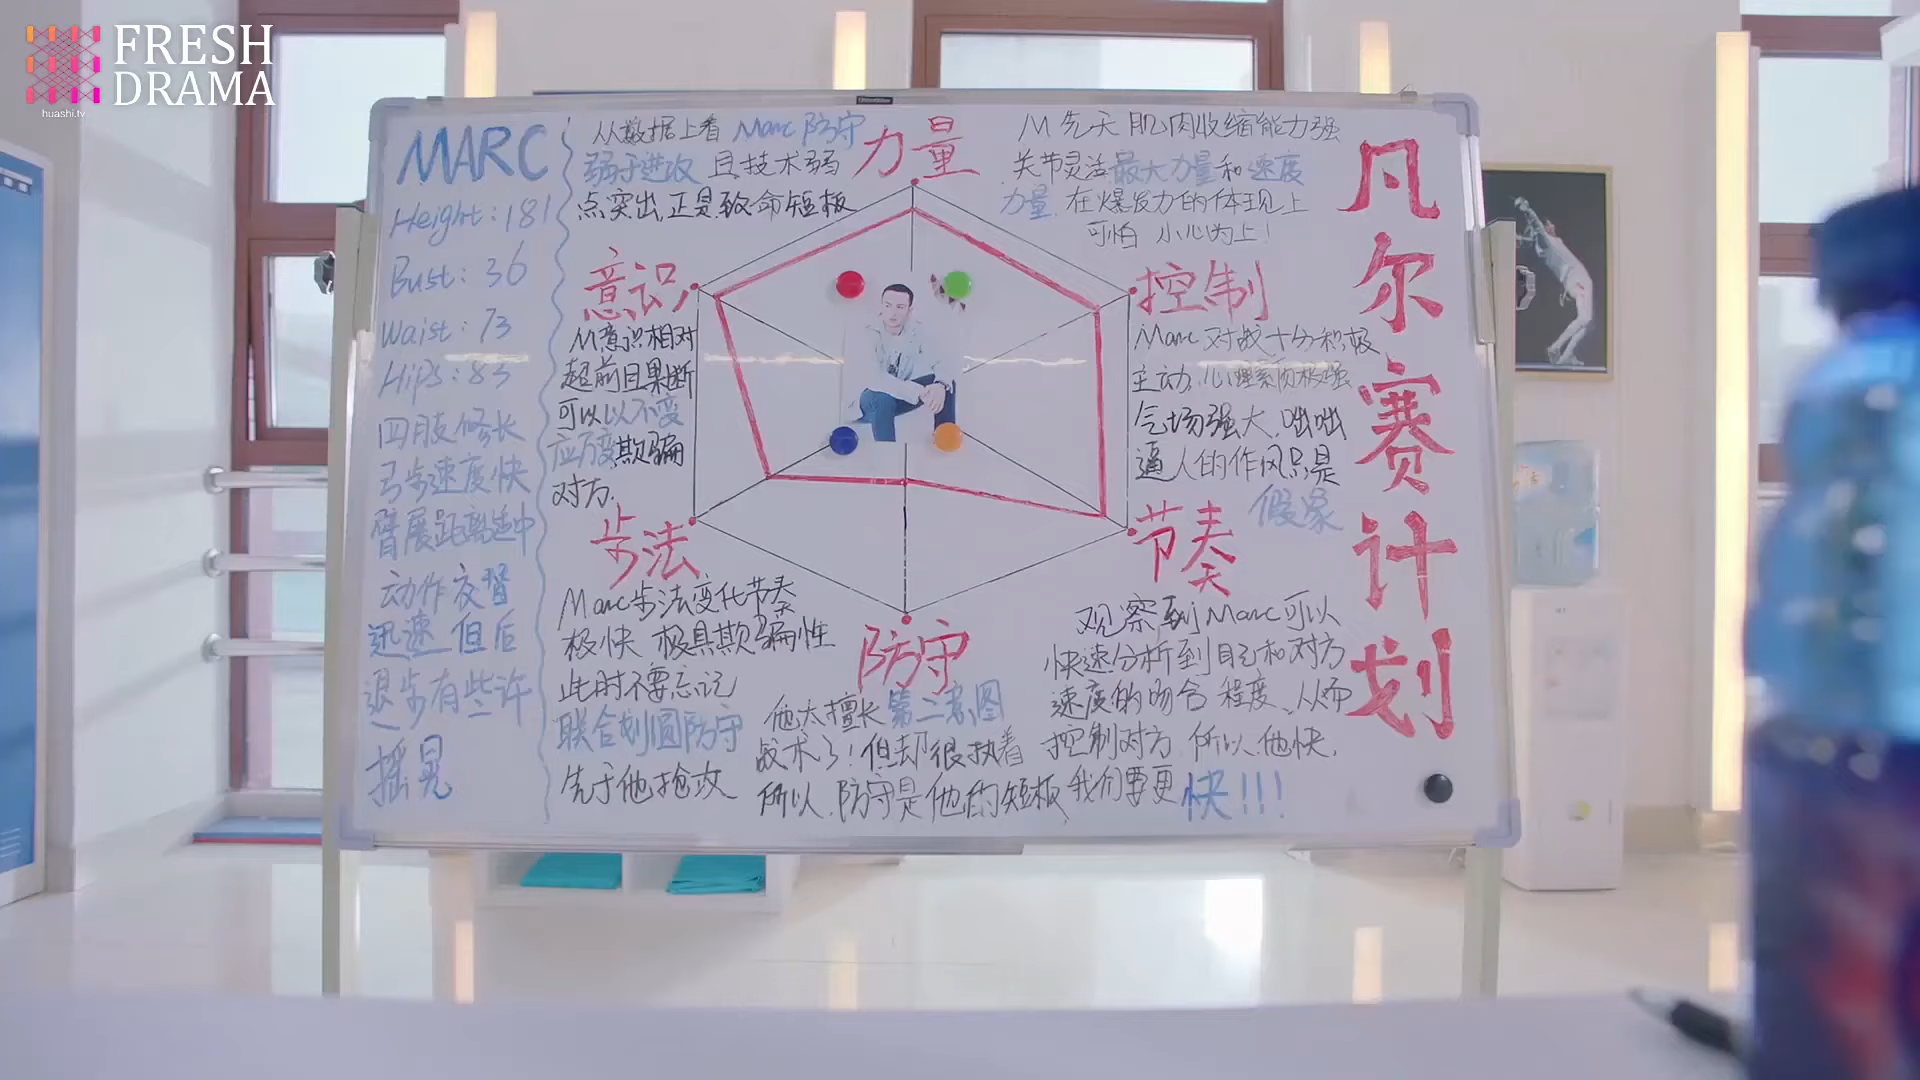 FRESH
DRAMA
huashi.tv
MARC
Height: 181
Bust: 36
Waist: 73
Hips: 83
四肢修长
弓步速度快
臂展距离适中
动作交替
迅速 但后
退步有些许
摇晃
从数据上看 Marc 防守
弱于进攻 且技术弱
点突出,正是致命短板
力量
M 先天肌肉收缩能力强
关节灵活最大力量和速度
力量.在爆发力的体现上
可怕 小心为上!
意识
M意识相对
超前且果断
可以以不变
应万变欺骗
对方.
控制
Marc 对战十分积极
主动,心理素质极强
气场强大,咄咄
逼人的作风只是
假象
步法
Marc步法变化节奏
极快 极具欺骗性
此时不要忘记
联合划圆防守
先于他抢攻
防守
他太擅长第二意图
战术了!但却很执着
所以,防守是他的短板
节奏
观察到Marc可以
快速分析到自己和对方
速度的吻合程度、从而
控制对方.所以,他快,
我们要更快!!!
凡尔赛计划